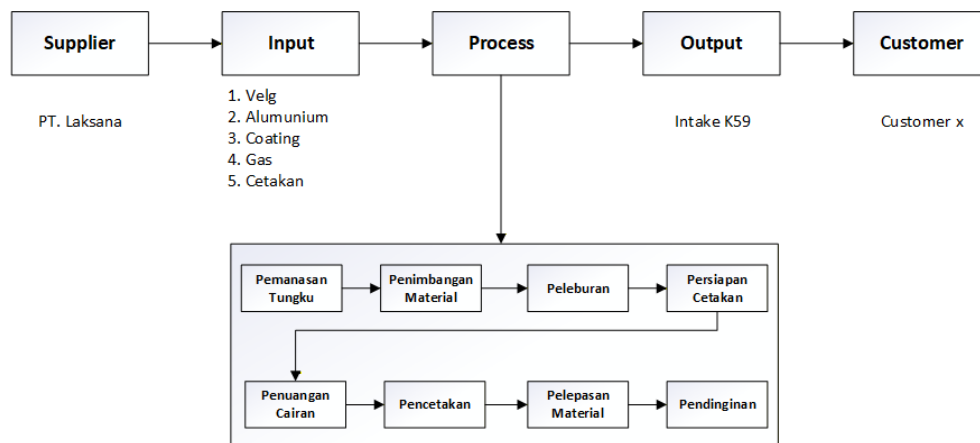 Supplier
Input
Process
Output
Customer
PT. Laksana
1. Velg
2. Alumunium
3. Coating
4. Gas
5. Cetakan
Intake K59
Customer x
Pemanasan
Tungku
Penimbangan
Material
Peleburan
Persiapan
Cetakan
Penuangan
Cairan
Pencetakan
Pelepasan
Material
Pendinginan